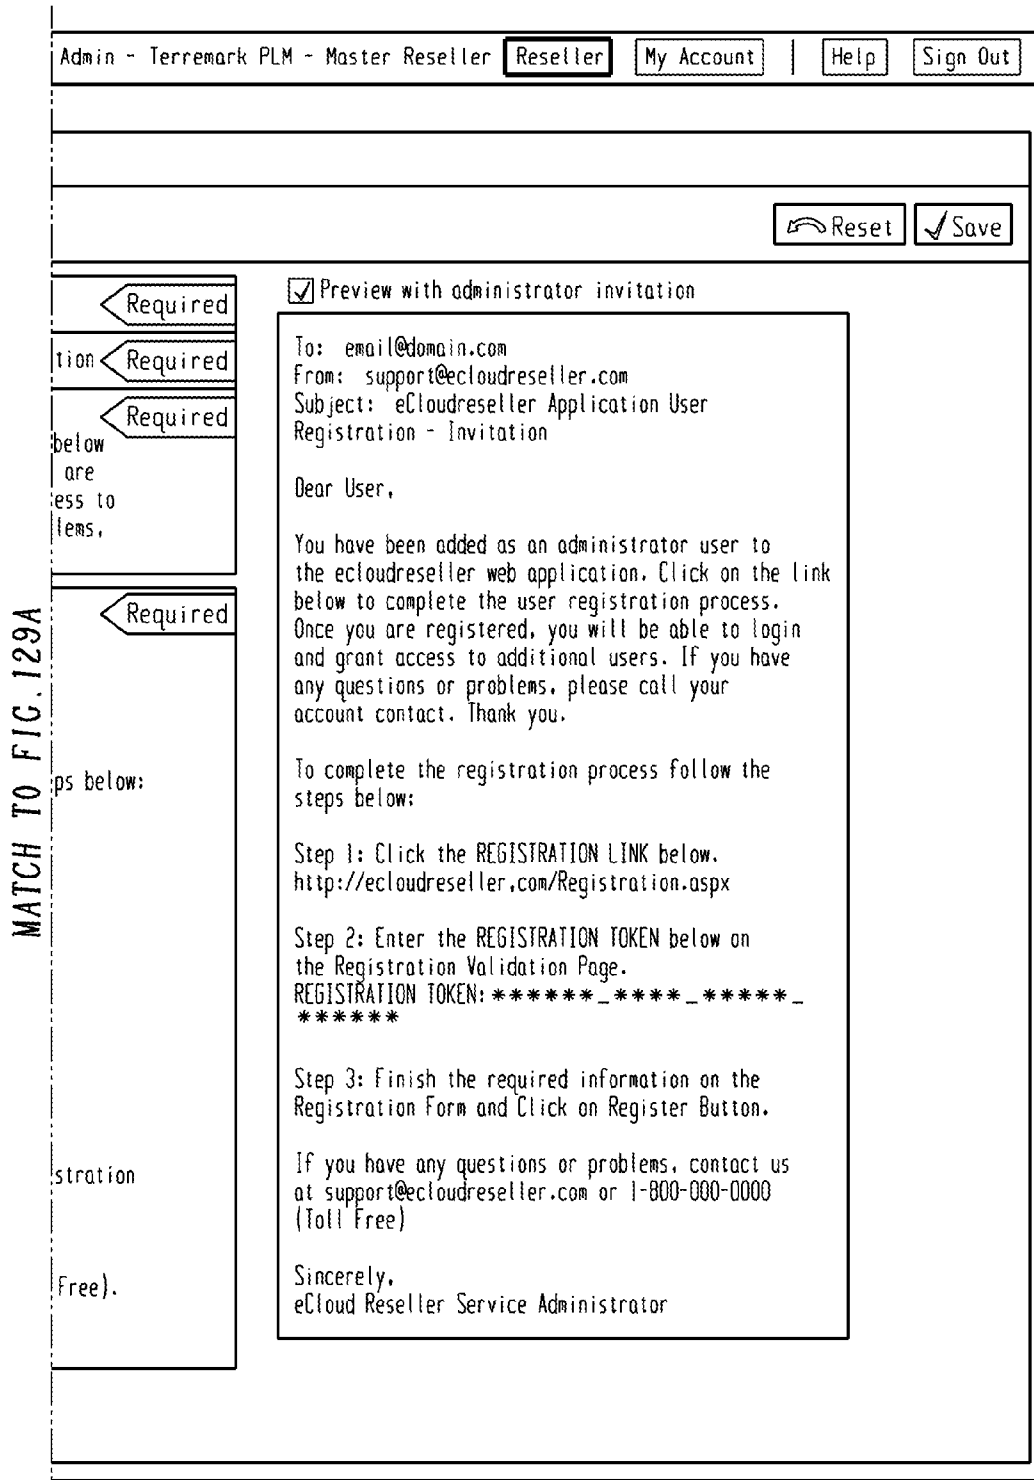 Admin - Terremark PLM - Master Reseller Reseller My Account | Help Sign Out
Reset Save
Required
tion Required
Required
below
are
ess to
lems.
Required
ps below:
stration
Free).
Preview with administrator invitation
To: email@domain.com
From: support@ecloudreseller.com
Subject: eCloudreseller Application User
Registration - Invitation
Dear User,
You have been added as an administrator user to
the ecloudreseller web application. Click on the link
below to complete the user registration process.
Once you are registered, you will be able to login
and grant access to additional users. If you have
any questions or problems, please call your
account contact. Thank you.
To complete the registration process follow the
steps below:
Step 1: Click the REGISTRATION LINK below.
http://ecloudreseller.com/Registration.aspx
Step 2: Enter the REGISTRATION TOKEN below on
the Registration Validation Page.
REGISTRATION TOKEN: ******_****_*****_
******
Step 3: Finish the required information on the
Registration Form and Click on Register Button.
If you have any questions or problems, contact us
at support@ecloudreseller.com or 1-800-000-0000
(Toll Free)
Sincerely,
eCloud Reseller Service Administrator
MATCH TO FIG.129A